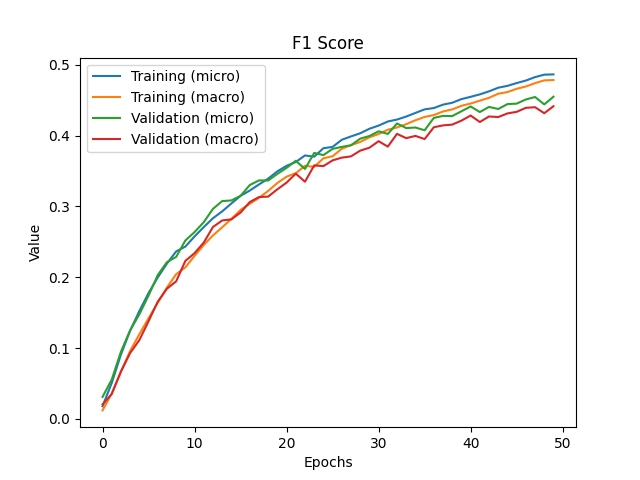 F1 Score
Training (micro)
Training (macro)
Validation (micro)
Validation (macro)
Value
0.5
0.4
0.3
0.2
0.1
0.0
0 10 20 30 40 50
Epochs